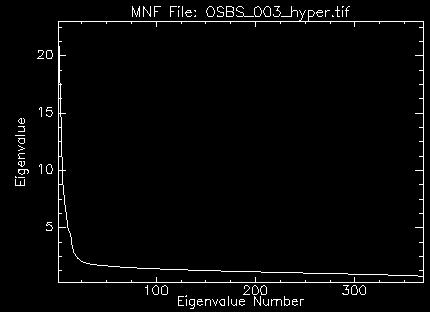 MNF File: OSBS_003_hyper.tif
20
15
10
5
Eigenvalue
100 200 300
Eigenvalue Number